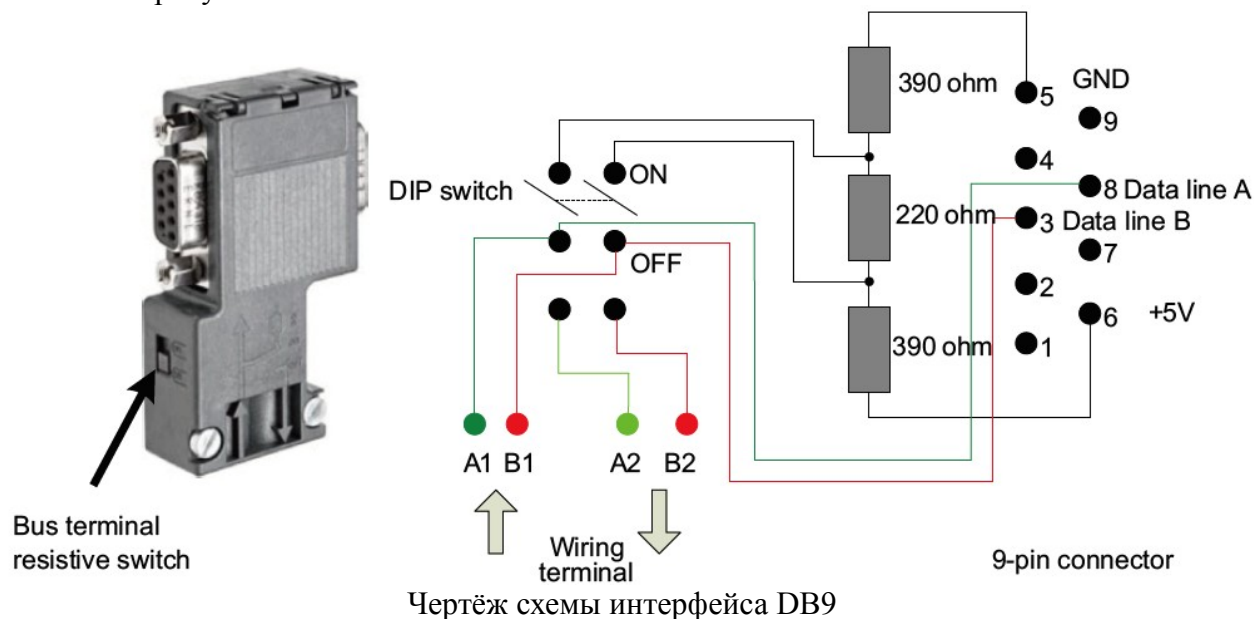 390 ohm
5
GND
9
4
ON
DIP switch
8 Data line A
220 ohm
3 Data line B
OFF
7
2
6
+5V
390 ohm
1
A1 B1
A2 B2
Bus terminal
resistive switch
Wiring
terminal
9-pin connector
Чертёж схемы интерфейса DB9